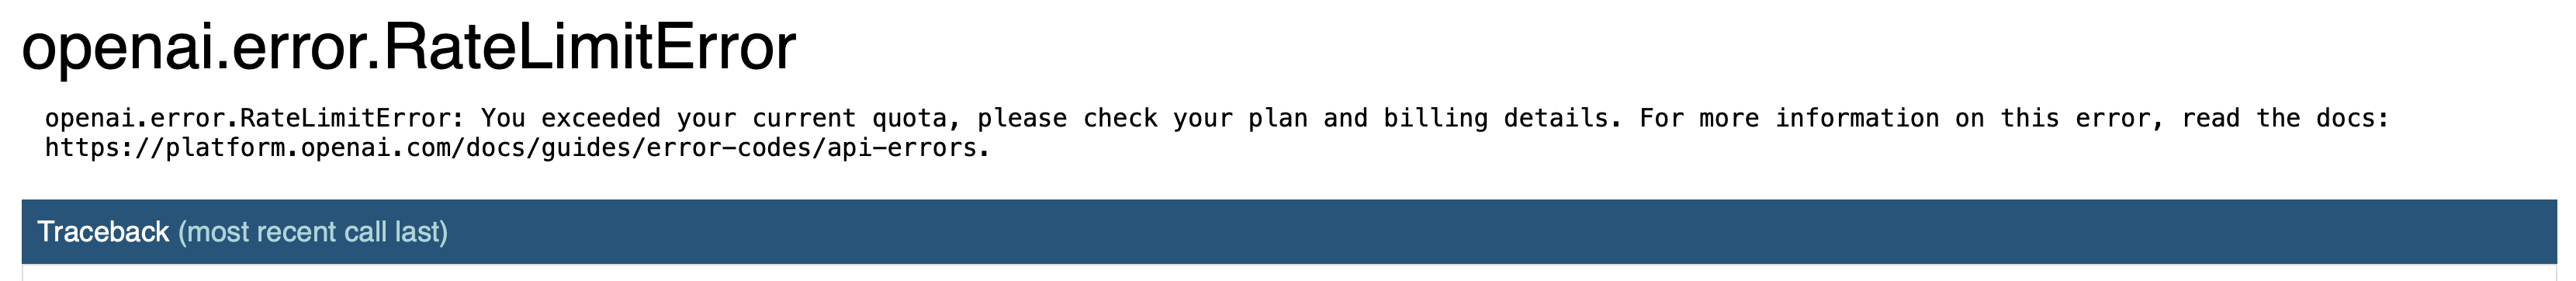 openai.error.RateLimitError
openai.error.RateLimitError: You exceeded your current quota, please check your plan and billing details. For more information on this error, read the docs:
https://platform.openai.com/docs/guides/error-codes/api-errors.
Traceback (most recent call last)